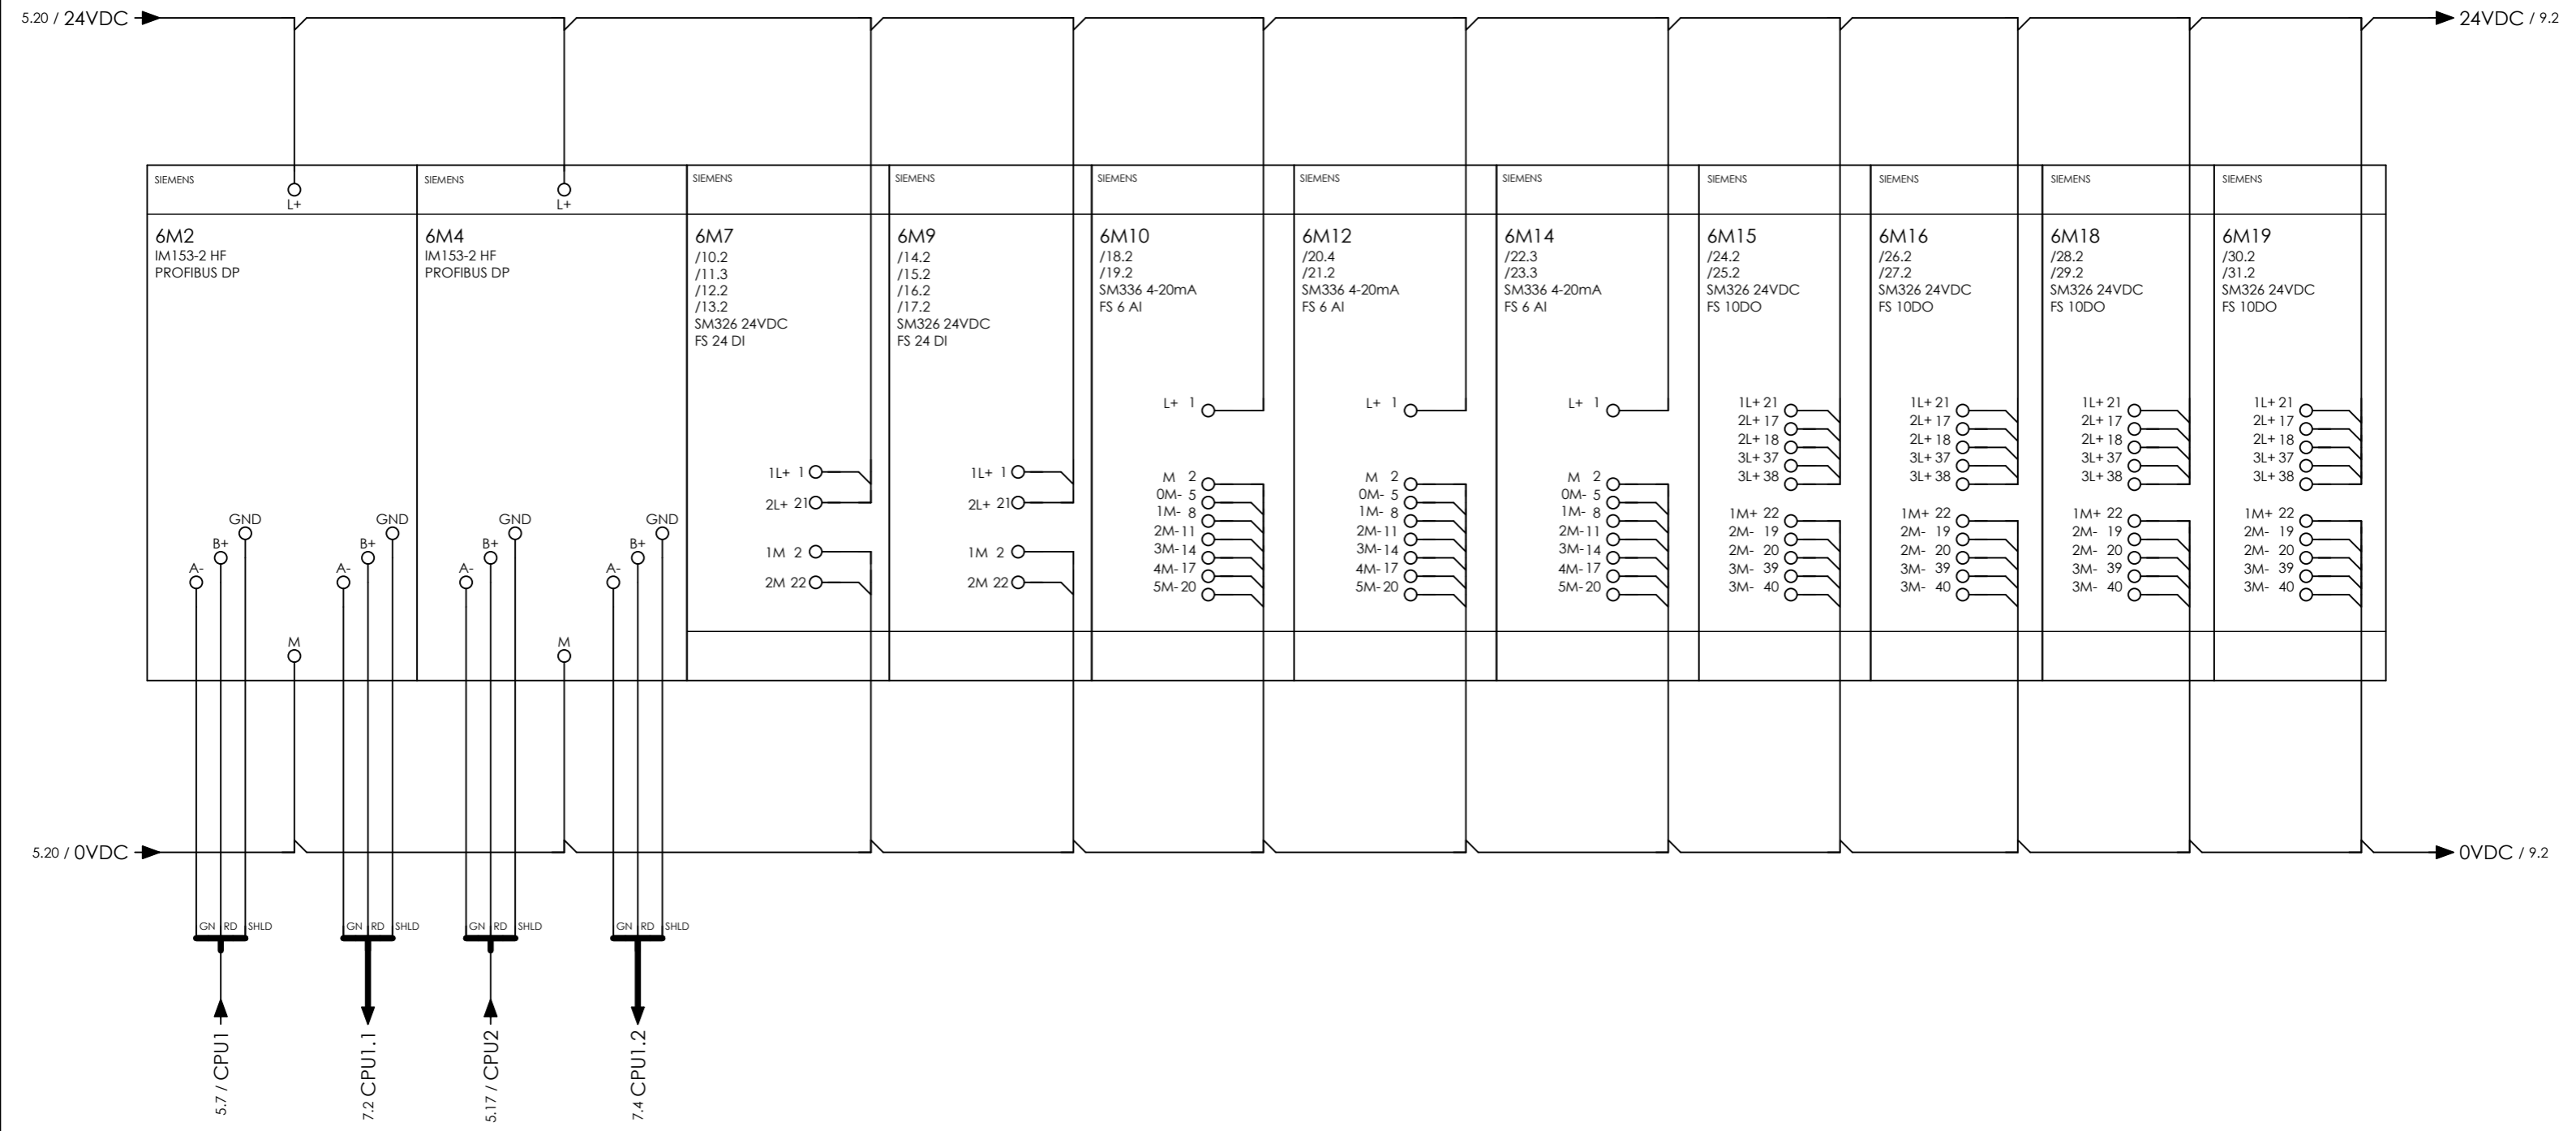 5.20 / 24VDC
24VDC / 9.2
SIEMENS
L+
6M2
IM153-2 HF
PROFIBUS DP
A-
B+
GND
M
A-
B+
GND
SIEMENS
L+
6M4
IM153-2 HF
PROFIBUS DP
A-
B+
GND
M
A-
B+
GND
SIEMENS
6M7
/10.2
/11.3
/12.2
/13.2
SM326 24VDC
FS 24 DI
1L+ 1
2L+ 21
1M 2
2M 22
SIEMENS
6M9
/14.2
/15.2
/16.2
/17.2
SM326 24VDC
FS 24 DI
1L+ 1
2L+ 21
1M 2
2M 22
SIEMENS
6M10
/18.2
/19.2
SM336 4-20mA
FS 6 AI
L+ 1
M 2
0M- 5
1M- 8
2M-11
3M-14
4M-17
5M-20
SIEMENS
6M12
/20.4
/21.2
SM336 4-20mA
FS 6 AI
L+ 1
M 2
0M- 5
1M- 8
2M-11
3M-14
4M-17
5M-20
SIEMENS
6M14
/22.3
/23.3
SM336 4-20mA
FS 6 AI
L+ 1
M 2
0M- 5
1M- 8
2M-11
3M-14
4M-17
5M-20
SIEMENS
6M15
/24.2
/25.2
SM326 24VDC
FS 10DO
1L+ 21
2L+ 17
2L+ 18
3L+ 37
3L+ 38
1M+ 22
2M- 19
2M- 20
3M- 39
3M- 40
SIEMENS
6M16
/26.2
/27.2
SM326 24VDC
FS 10DO
1L+ 21
2L+ 17
2L+ 18
3L+ 37
3L+ 38
1M+ 22
2M- 19
2M- 20
3M- 39
3M- 40
SIEMENS
6M18
/28.2
/29.2
SM326 24VDC
FS 10DO
1L+ 21
2L+ 17
2L+ 18
3L+ 37
3L+ 38
1M+ 22
2M- 19
2M- 20
3M- 39
3M- 40
SIEMENS
6M19
/30.2
/31.2
SM326 24VDC
FS 10DO
1L+ 21
2L+ 17
2L+ 18
3L+ 37
3L+ 38
1M+ 22
2M- 19
2M- 20
3M- 39
3M- 40
5.20 / 0VDC
0VDC / 9.2
GN RD SHLD
GN RD SHLD
GN RD SHLD
GN RD SHLD
5.7 / CPU1
7.2 CPU1.1
5.17 / CPU2
7.4 CPU1.2